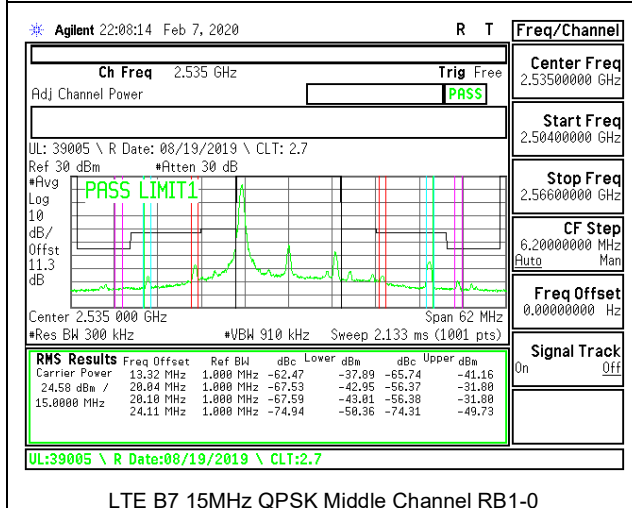 Agilent 22:08:14 Feb 7, 2020 R T
Ch Freq 2.535 GHz Trig Free
Adj Channel Power PASS
UL: 39005 \ R Date: 08/19/2019 \ CLT: 2.7
Ref 30 dBm #Atten 30 dB
#Avg
Log
10
dB/
Offst
11.3
dB
PASS LIMIT1
Center 2.535 000 GHz Span 62 MHz
#Res BW 300 kHz #VBW 910 kHz Sweep 2.133 ms (1001 pts)
RMS Results Freq Offset Ref BW dBc Lower dBm dBc Upper dBm
Carrier Power 13.32 MHz 1.000 MHz -62.47 -37.89 -65.74 -41.16
24.58 dBm / 20.04 MHz 1.000 MHz -67.53 -42.95 -56.37 -31.80
15.0000 MHz 20.10 MHz 1.000 MHz -67.59 -43.01 -56.38 -31.80
24.11 MHz 1.000 MHz -74.94 -50.36 -74.31 -49.73
UL:39005 \ R Date:08/19/2019 \ CLT:2.7
Freq/Channel
Center Freq
2.53500000 GHz
Start Freq
2.50400000 GHz
Stop Freq
2.56600000 GHz
CF Step
6.20000000 MHz
Auto Man
Freq Offset
0.00000000 Hz
Signal Track
On Off
LTE B7 15MHz QPSK Middle Channel RB1-0